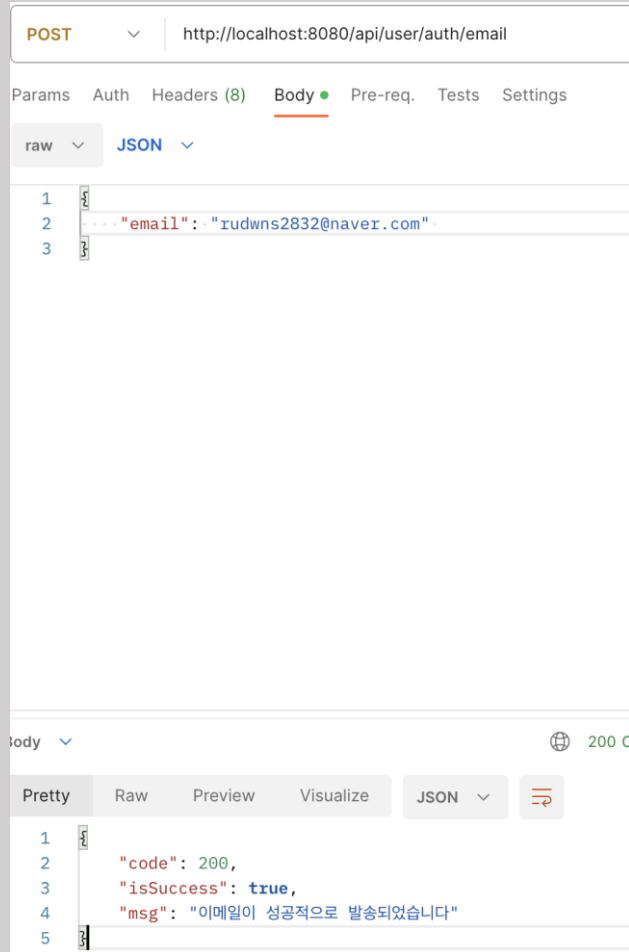 POST http://localhost:8080/api/user/auth/email
Params Auth Headers (8) Body Pre-req. Tests Settings
raw JSON
1 {
2 "email": "rudwns2832@naver.com"
3 }
Body 200 O
Pretty Raw Preview Visualize JSON
1 {
2 "code": 200,
3 "isSuccess": true,
4 "msg": "이메일이 성공적으로 발송되었습니다"
5 }